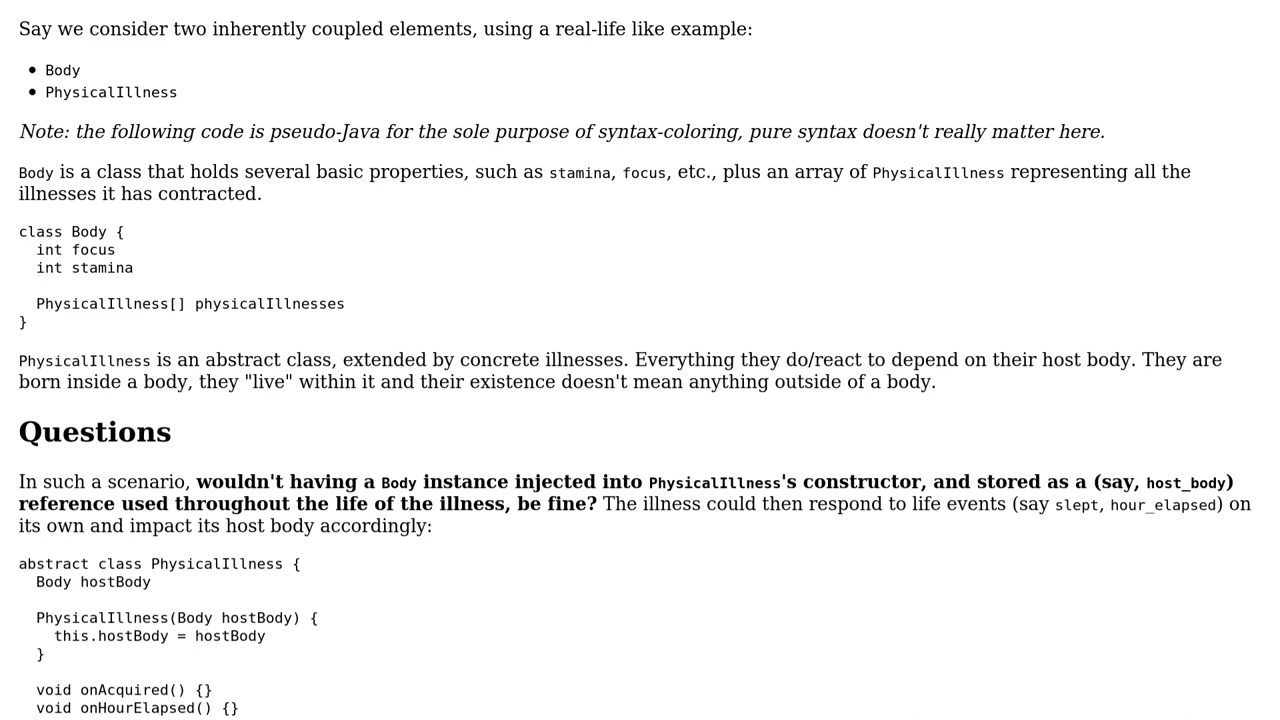 Say we consider two inherently coupled elements, using a real-life like example:
• Body
• PhysicalIllness
Note: the following code is pseudo-Java for the sole purpose of syntax-coloring, pure syntax doesn't really matter here.
Body is a class that holds several basic properties, such as stamina, focus, etc., plus an array of PhysicalIllness representing all the
illnesses it has contracted.
class Body {
  int focus
  int stamina
  PhysicalIllness[] physicalIllnesses
}
PhysicalIllness is an abstract class, extended by concrete illnesses. Everything they do/react to depend on their host body. They are
born inside a body, they "live" within it and their existence doesn't mean anything outside of a body.
Questions
In such a scenario, wouldn't having a Body instance injected into PhysicalIllness's constructor, and stored as a (say, host_body)
reference used throughout the life of the illness, be fine? The illness could then respond to life events (say slept, hour_elapsed) on
its own and impact its host body accordingly:
abstract class PhysicalIllness {
  Body hostBody
  PhysicalIllness(Body hostBody) {
    this.hostBody = hostBody
  }
  void onAcquired() {}
  void onHourElapsed() {}